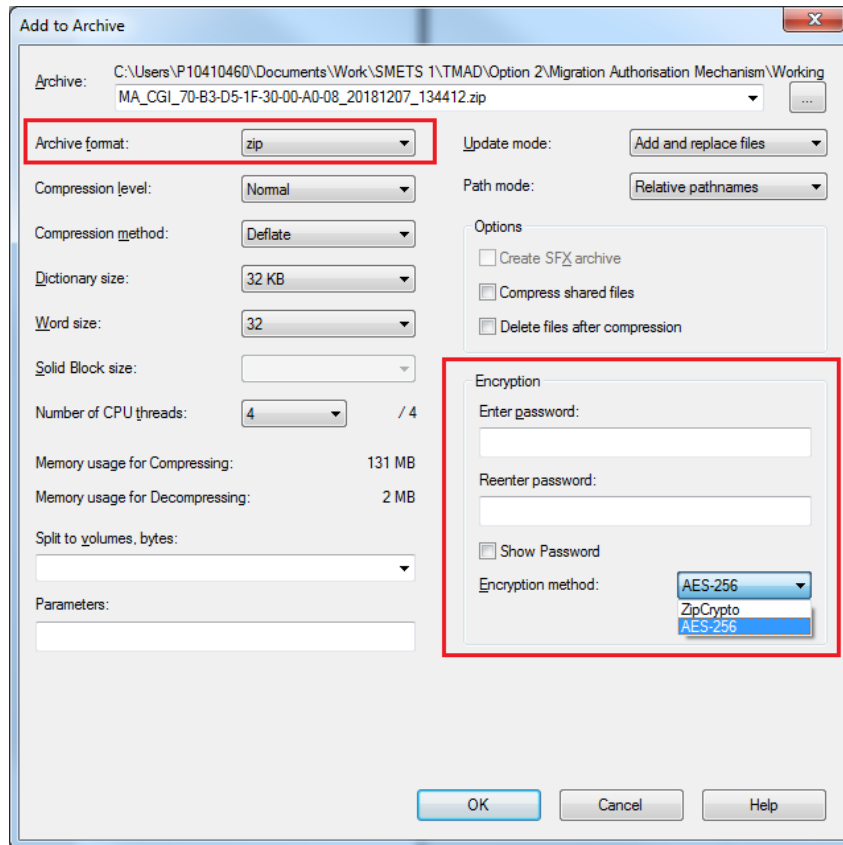 Add to Archive
x
Archive:
C:\Users\P10410460\Documents\Work\SMETS 1\TMAD\Option 2\Migration Authorisation Mechanism\Working
MA_CGI_70-B3-D5-1F-30-00-A0-08_20181207_134412.zip
...
Archive format:
zip
Compression level:
Normal
Compression method:
Deflate
Dictionary size:
32 KB
Word size:
32
Solid Block size:
Number of CPU threads:
4
/ 4
Memory usage for Compressing:
131 MB
Memory usage for Decompressing:
2 MB
Split to volumes, bytes:
Parameters:
Update mode:
Add and replace files
Path mode:
Relative pathnames
Options
Create SFX archive
Compress shared files
Delete files after compression
Encryption
Enter password:
Reenter password:
Show Password
Encryption method:
AES-256
ZipCrypto
AES-256
OK
Cancel
Help